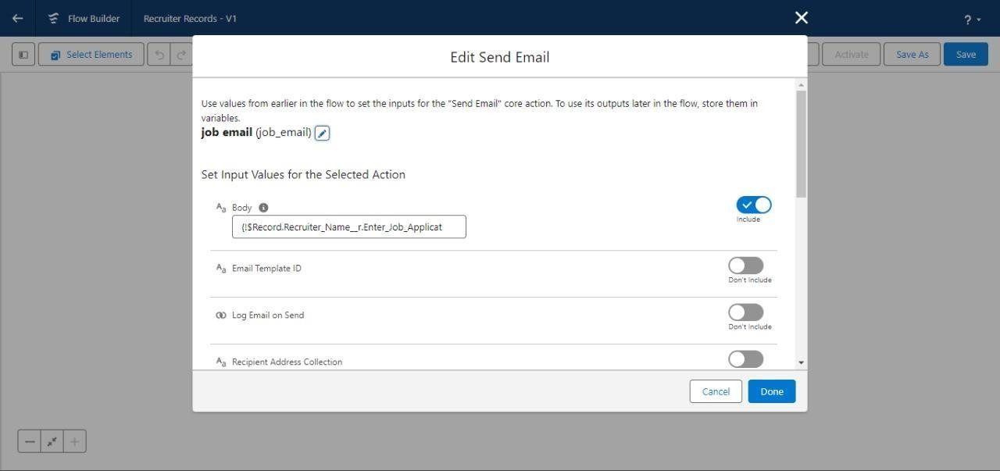 Flow Builder
Recruiter Records - V1
?
Select Elements
Activate
Save As
Save
Edit Send Email
Use values from earlier in the flow to set the inputs for the "Send Email" core action. To use its outputs later in the flow, store them in
variables.
job email (job_email)
Set Input Values for the Selected Action
Aa Body
{!$Record.Recruiter_Name__r.Enter_Job_Applicat
Include
Aa Email Template ID
Don't Include
Log Email on Send
Don't Include
Aa Recipient Address Collection
Cancel
Done